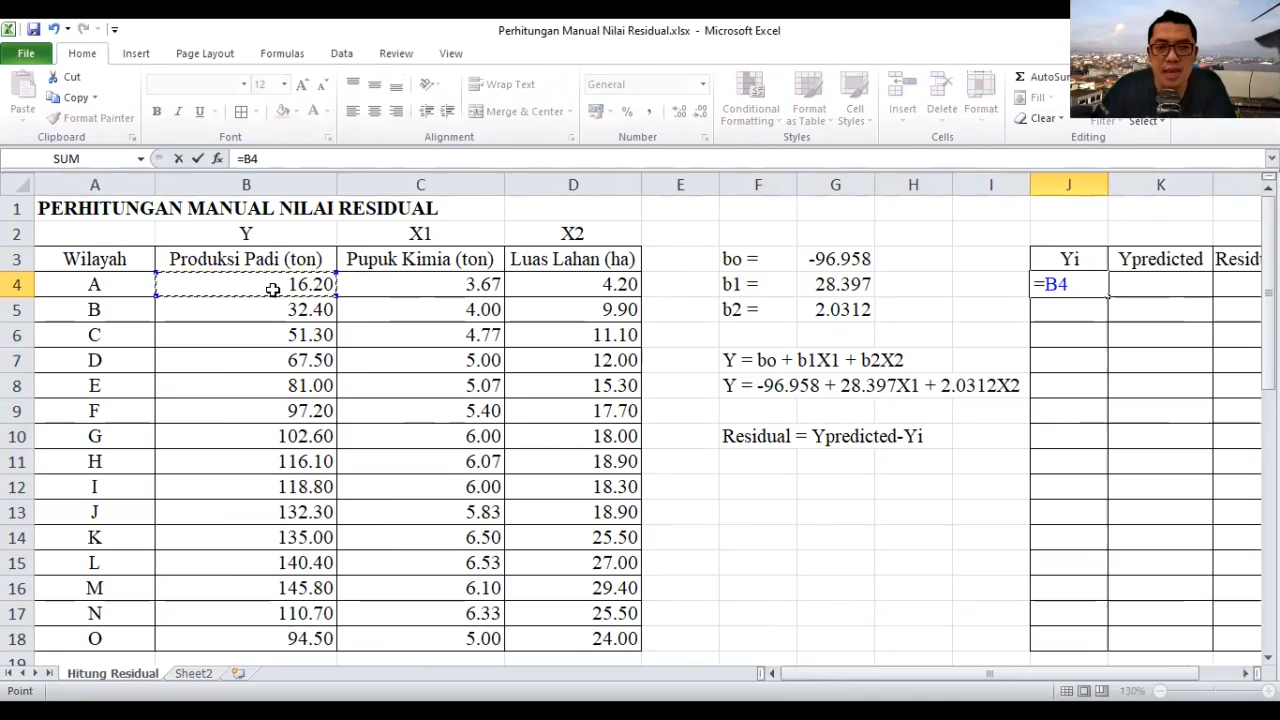 Perhitungan Manual Nilai Residual.xlsx - Microsoft Excel
File Home Insert Page Layout Formulas Data Review View
Paste Cut Copy Format Painter
12 Wrap Text Merge & Center General
Conditional Formatting Format as Table Cell Styles Insert Delete Format
AutoSu Fill Clear Filter Select
Clipboard Font Alignment Number Styles Cells Editing
SUM =B4
A B C D E F G H I J K
1 PERHITUNGAN MANUAL NILAI RESIDUAL
2 Y X1 X2
3 Wilayah Produksi Padi (ton) Pupuk Kimia (ton) Luas Lahan (ha) bo = -96.958 Yi Ypredicted Resid
4 A 16.20 3.67 4.20 b1 = 28.397 =B4
5 B 32.40 4.00 9.90 b2 = 2.0312
6 C 51.30 4.77 11.10
7 D 67.50 5.00 12.00 Y = bo + b1X1 + b2X2
8 E 81.00 5.07 15.30 Y = -96.958 + 28.397X1 + 2.0312X2
9 F 97.20 5.40 17.70
10 G 102.60 6.00 18.00 Residual = Ypredicted-Yi
11 H 116.10 6.07 18.90
12 I 118.80 6.00 18.30
13 J 132.30 5.83 18.90
14 K 135.00 6.50 25.50
15 L 140.40 6.53 27.00
16 M 145.80 6.10 29.40
17 N 110.70 6.33 25.50
18 O 94.50 5.00 24.00
19
Hitung Residual Sheet2
Point 130%